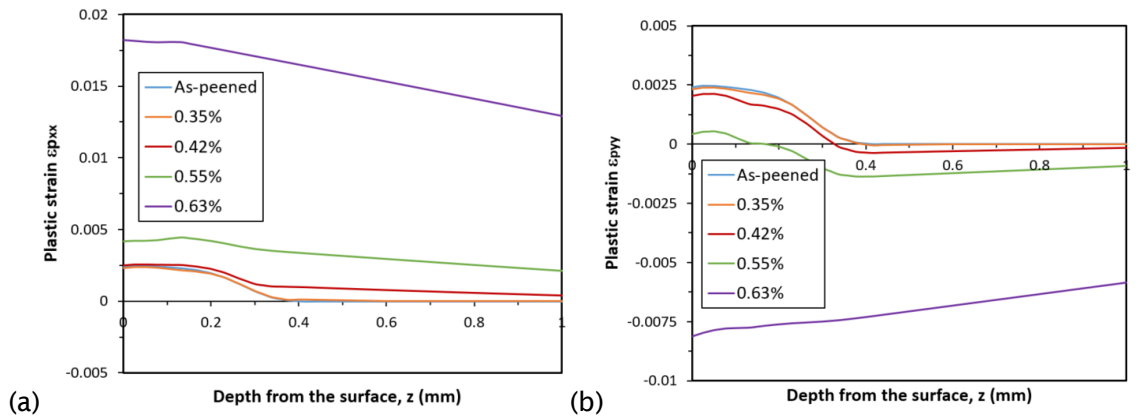 0.02
0.015
0.01
0.005
0
-0.005
Plastic strain εpxx
As-peened
0.35%
0.42%
0.55%
0.63%
0 0.2 0.4 0.6 0.8 1
Depth from the surface, z (mm)
(a)
0.005
0.0025
0
-0.0025
-0.005
-0.0075
-0.01
Plastic strain εpyy
0 0.2 0.4 0.6 0.8 1
As-peened
0.35%
0.42%
0.55%
0.63%
Depth from the surface, z (mm)
(b)